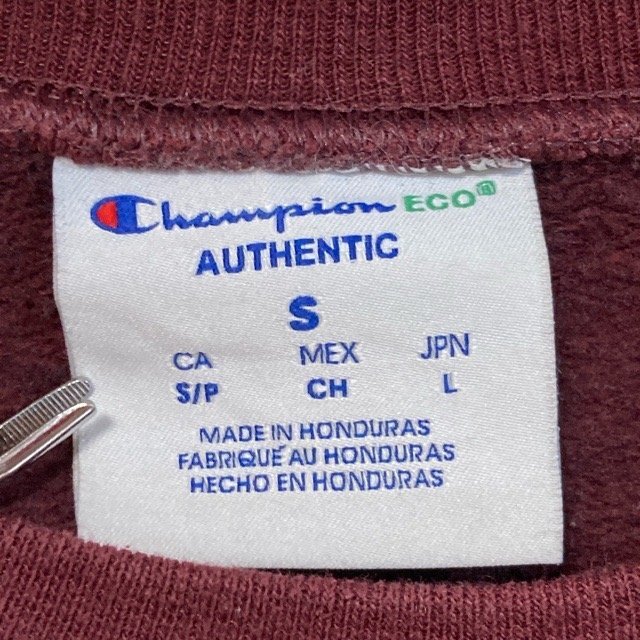 Champion ECO
AUTHENTIC
S
CA MEX JPN
S/P CH L
MADE IN HONDURAS
FABRIQUE AU HONDURAS
HECHO EN HONDURAS